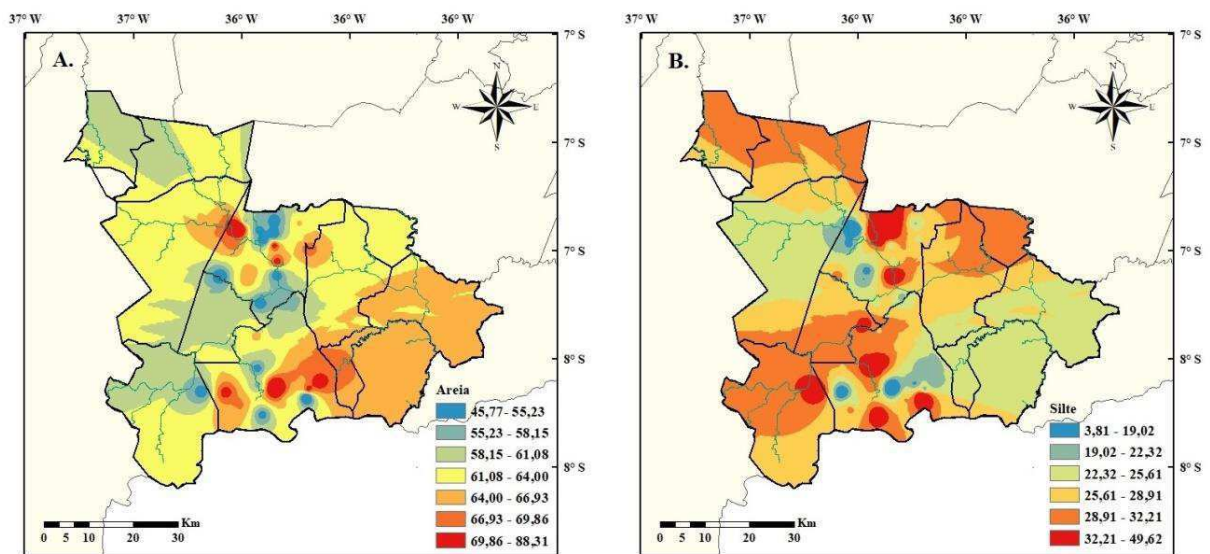 37° W 36° W 36° W 36° W
7° S
A.
N
W E
S
7° S
7° S
8° S
8° S
Areia
45,77 - 55,23
55,23 - 58,15
58,15 - 61,08
61,08 - 64,00
64,00 - 66,93
66,93 - 69,86
69,86 - 88,31
Km
0 5 10 20 30
37° W 37° W 36° W 36° W 36° W
7° S
B.
N
W E
S
7° S
7° S
8° S
8° S
Silte
3,81 - 19,02
19,02 - 22,32
22,32 - 25,61
25,61 - 28,91
28,91 - 32,21
32,21 - 49,62
Km
0 5 10 20 30